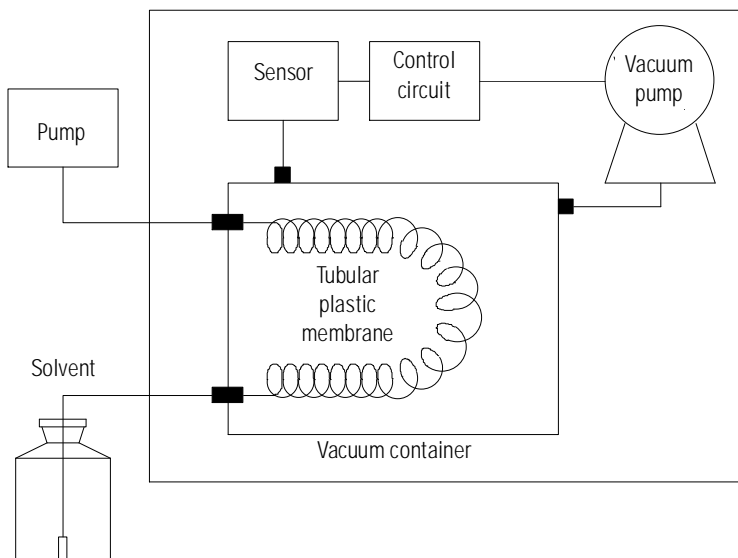 Sensor
Control
circuit
Vacuum
pump
Pump
Tubular
plastic
membrane
Solvent
Vacuum container